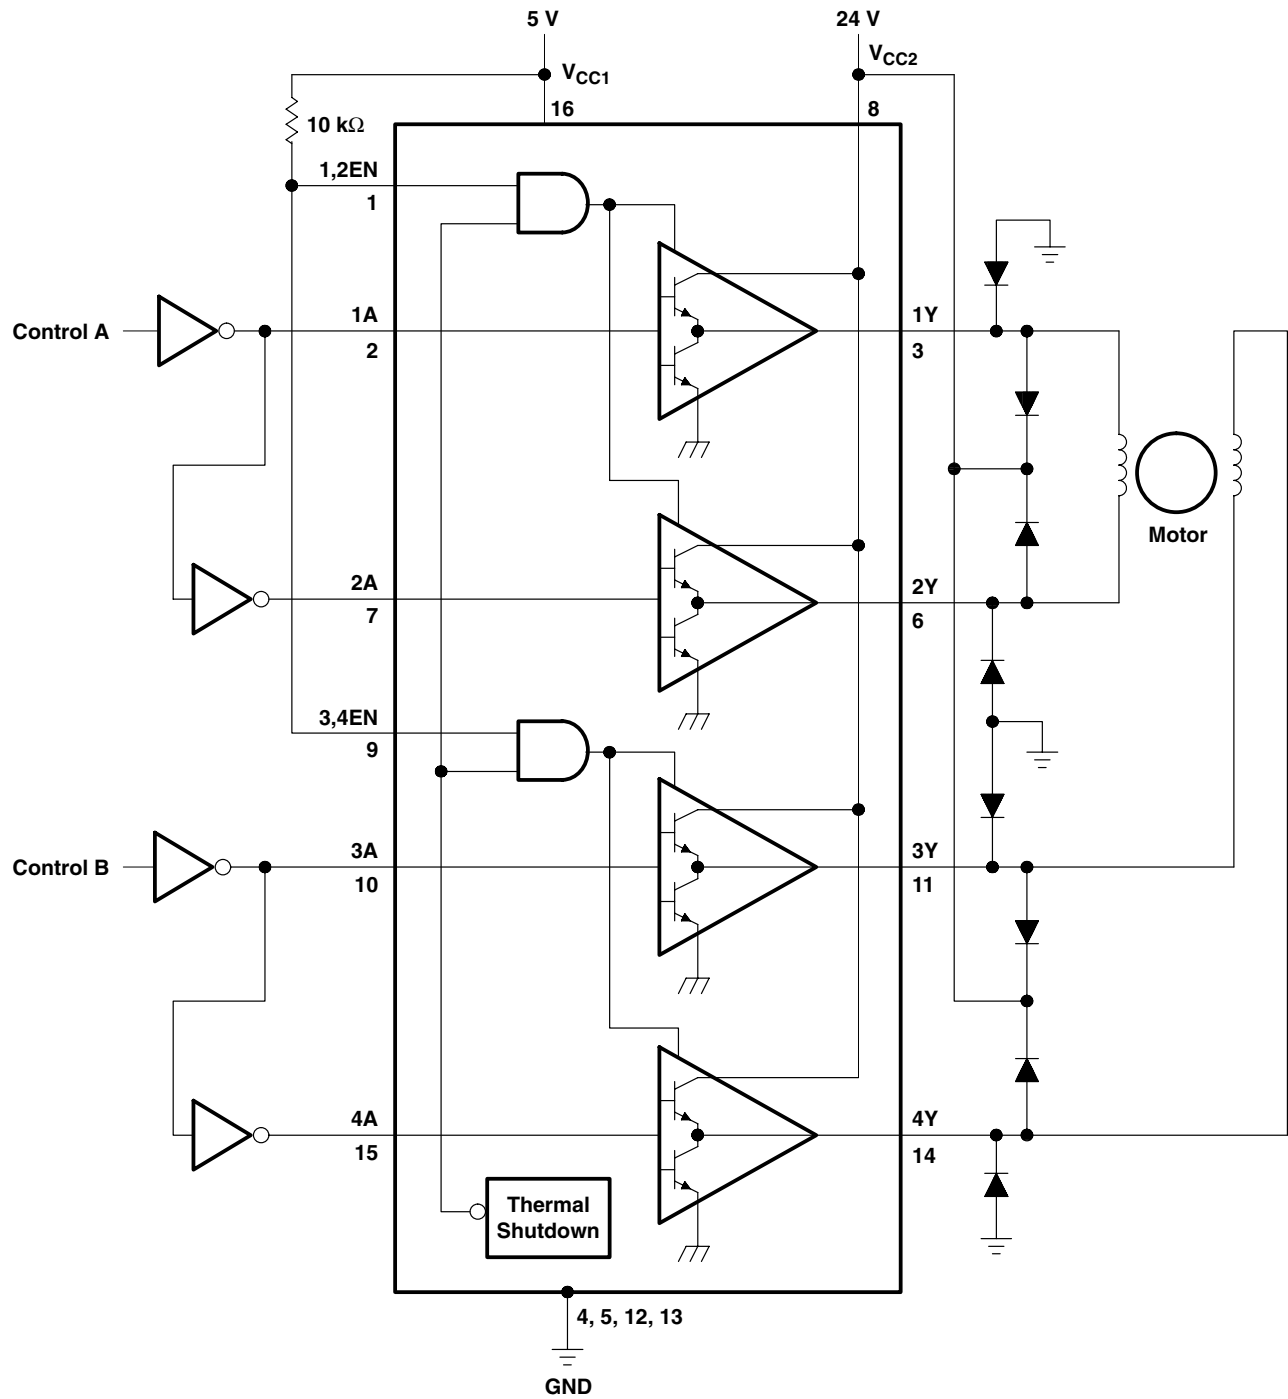 5 V
24 V
VCC1
VCC2
16
8
10 kΩ
1,2EN
1
Control A
1A
2
1Y
3
Motor
2A
7
2Y
6
3,4EN
9
Control B
3A
10
3Y
11
4A
15
4Y
14
Thermal
Shutdown
4, 5, 12, 13
GND